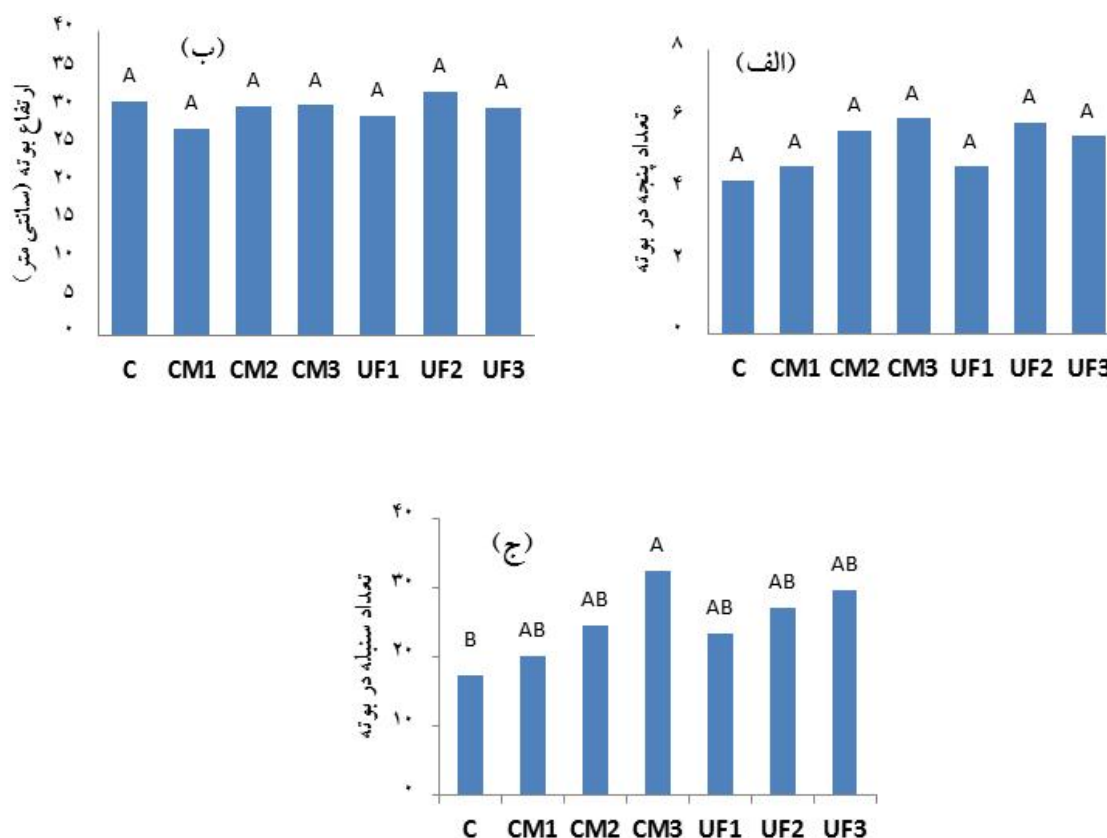 (الف)
تعداد پنجه در بوته
۸
۶
۴
۲
۰
A A A A A A A
C CM1 CM2 CM3 UF1 UF2 UF3
(ب)
ارتفاع بوته (سانتی متر)
۴۰
۳۵
۳۰
۲۵
۲۰
۱۵
۱۰
۵
۰
A A A A A A A
C CM1 CM2 CM3 UF1 UF2 UF3
(ج)
تعداد سنبله در بوته
۴۰
۳۰
۲۰
۱۰
۰
B AB AB A AB AB AB
C CM1 CM2 CM3 UF1 UF2 UF3